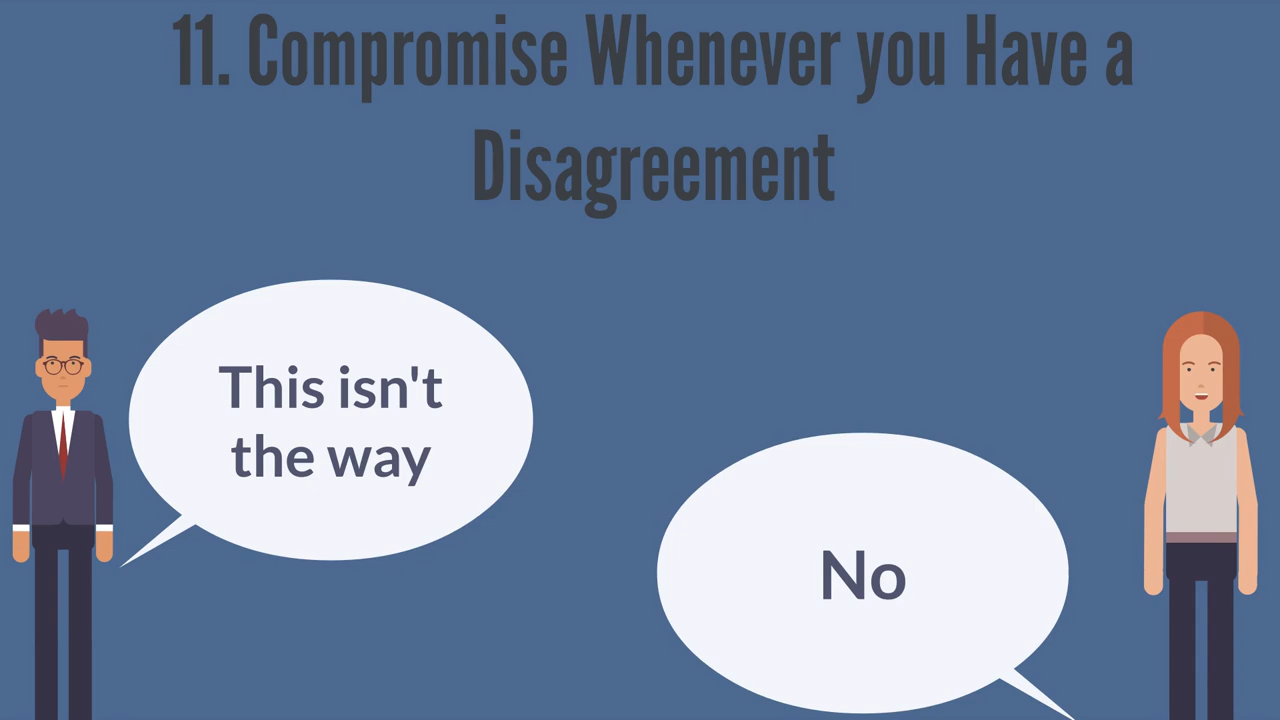 11. Compromise Whenever you Have a
Disagreement
This isn't
the way
No